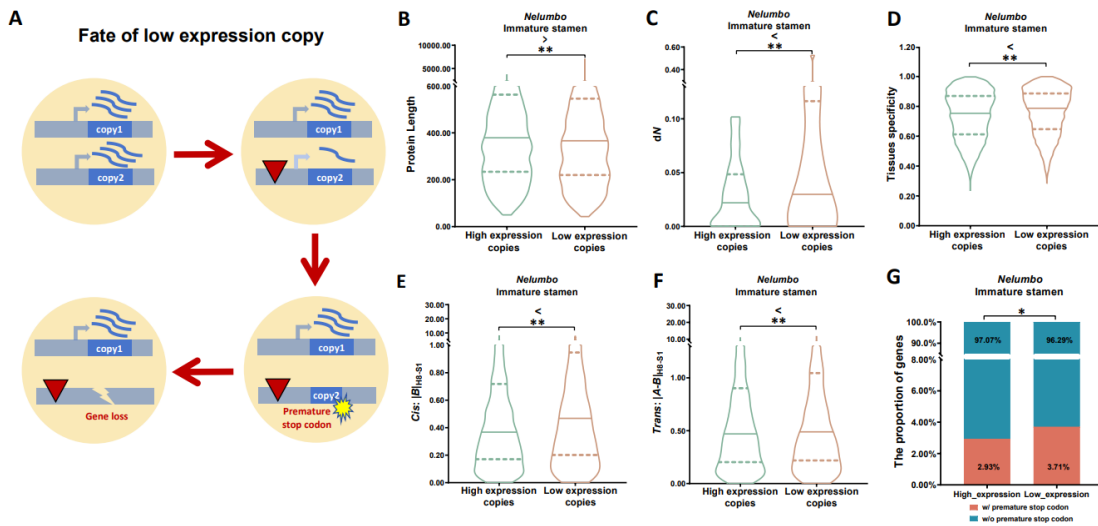 A
Fate of low expression copy
copy1
copy2
copy1
copy2
copy1
Gene loss
copy1
copy2
Premature
stop codon
B
Nelumbo
Immature stamen
>
**
Protein Length
10000.00
5000.00
600.00
400.00
200.00
0.00
High expression
copies
Low expression
copies
C
Nelumbo
Immature stamen
<
**
dN
0.60
0.40
0.10
0.05
0.00
High expression
copies
Low expression
copies
D
Nelumbo
Immature stamen
<
**
Tissues specificity
1.20
1.00
0.80
0.60
0.40
0.20
0.00
High expression
copies
Low expression
copies
E
Nelumbo
Immature stamen
<
**
Cis: |B|H8-S1
30.00
20.00
10.00
2.00
1.00
0.80
0.60
0.40
0.20
0.00
High expression
copies
Low expression
copies
F
Nelumbo
Immature stamen
<
**
Trans: |A-B|H8-S1
30.00
20.00
10.00
2.00
1.00
0.50
0.00
High expression
copies
Low expression
copies
G
Nelumbo
Immature stamen
*
The proportion of genes
100.0%
90.0%
8.00%
6.00%
4.00%
2.00%
0.00%
97.07%
96.29%
2.93%
3.71%
High_expression
Low_expression
w/ premature stop codon
w/o premature stop codon